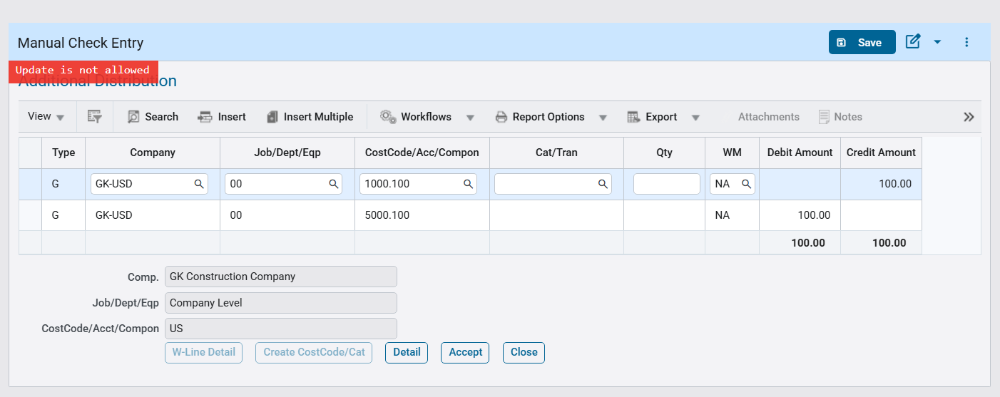 Manual Check Entry
Save
Update is not allowed
Additional Distribution
View Search Insert Insert Multiple Workflows Report Options Export Attachments Notes
Type Company Job/Dept/Eqp CostCode/Acc/Compon Cat/Tran Qty WM Debit Amount Credit Amount
G GK-USD 00 1000.100 NA 100.00
G GK-USD 00 5000.100 NA 100.00
100.00 100.00
Comp. GK Construction Company
Job/Dept/Eqp Company Level
CostCode/Acct/Compon US
W-Line Detail Create CostCode/Cat Detail Accept Close